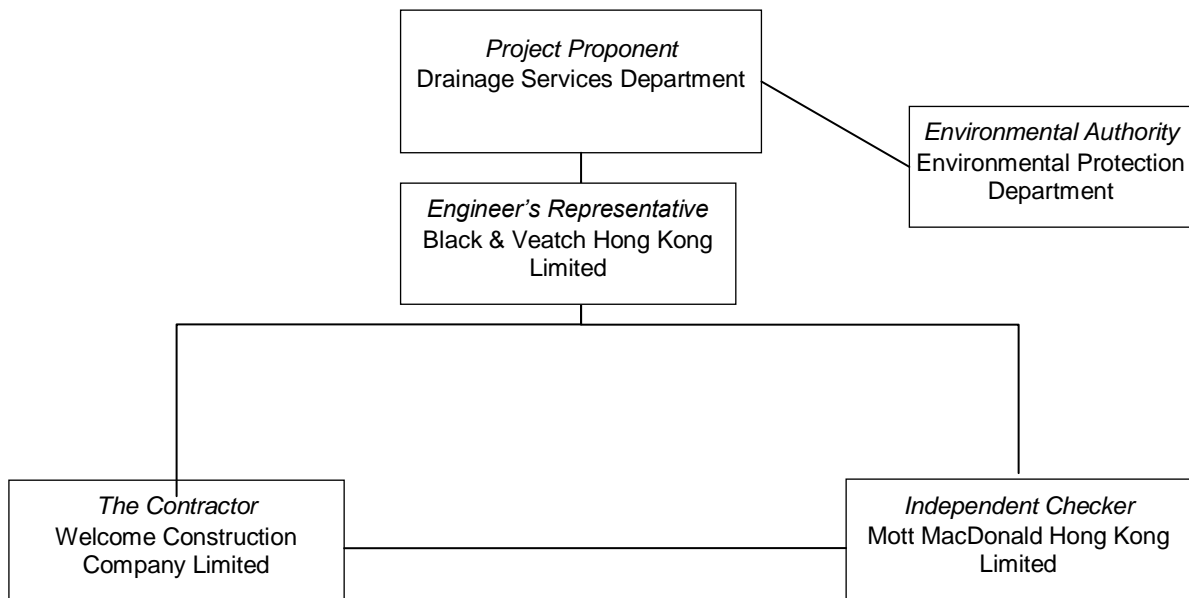 Project Proponent
Drainage Services Department
Environmental Authority
Environmental Protection
Department
Engineer’s Representative
Black & Veatch Hong Kong
Limited
The Contractor
Welcome Construction
Company Limited
Independent Checker
Mott MacDonald Hong Kong
Limited